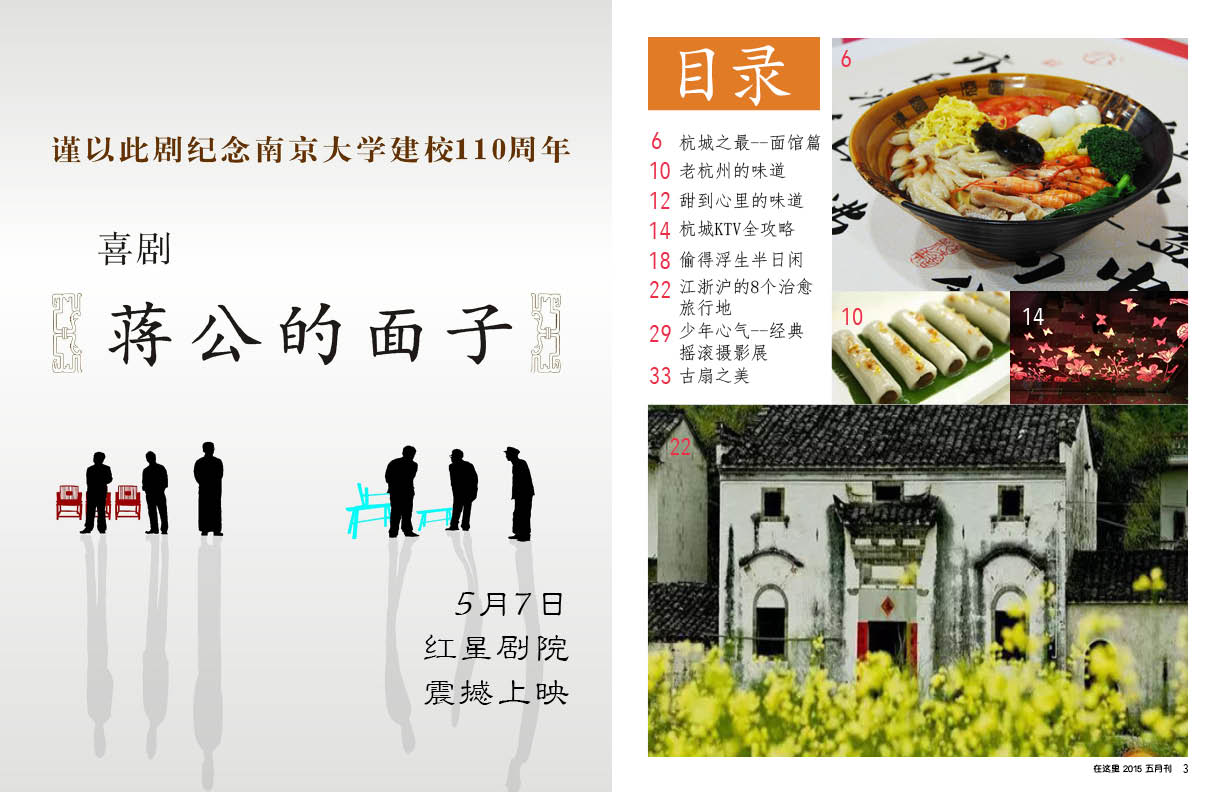 谨以此剧纪念南京大学建校110周年
喜剧
蒋公的面子
5月7日
红星剧院
震撼上映
目录
6 杭城之最--面馆篇
10 老杭州的味道
12 甜到心里的味道
14 杭城KTV全攻略
18 偷得浮生半日闲
22 江浙沪的8个治愈
旅行地
29 少年心气--经典
摇滚摄影展
33 古扇之美
6
10
14
22
在这里 2015 五月刊 3